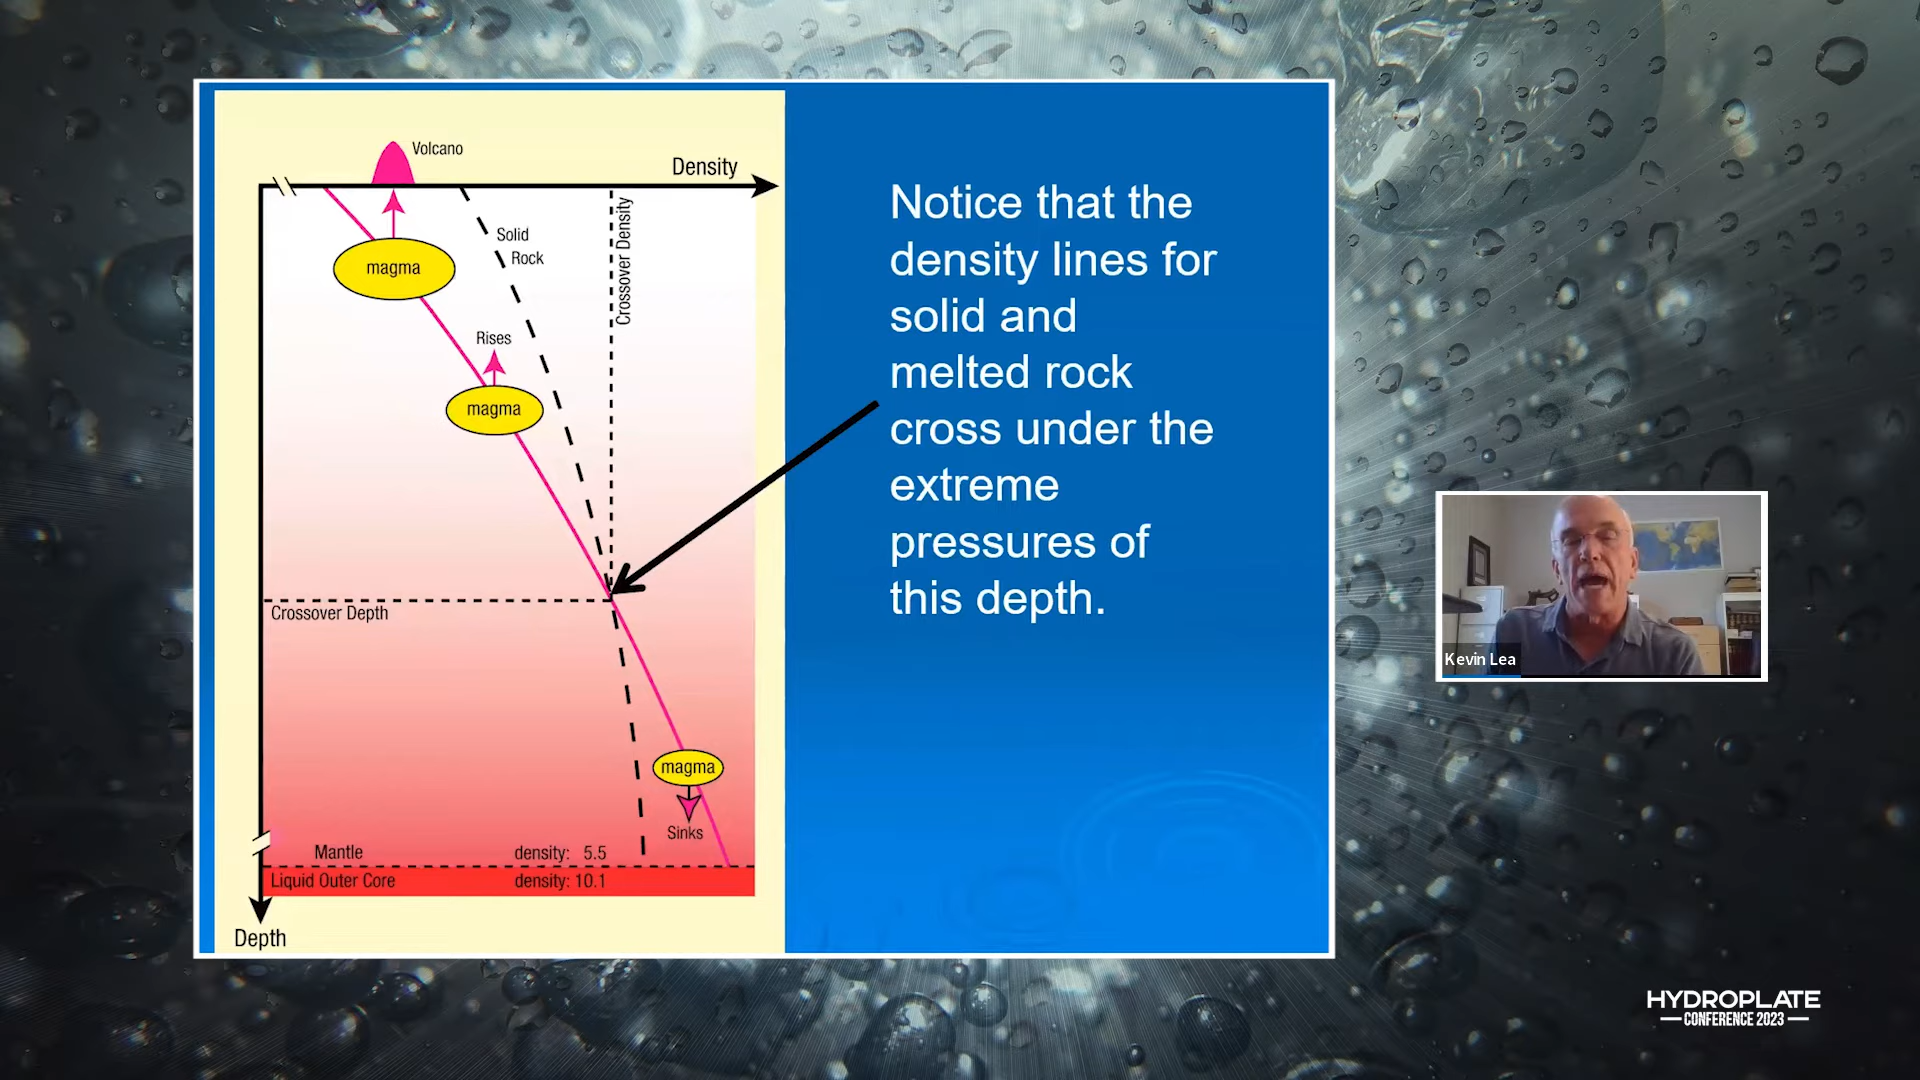 Volcano
Density
Solid
Rock
Crossover Density
magma
Rises
magma
Crossover Depth
magma
Sinks
Mantle density: 5.5
Liquid Outer Core density: 10.1
Depth
Notice that the
density lines for
solid and
melted rock
cross under the
extreme
pressures of
this depth.
Kevin Lea
HYDROPLATE
CONFERENCE 2023